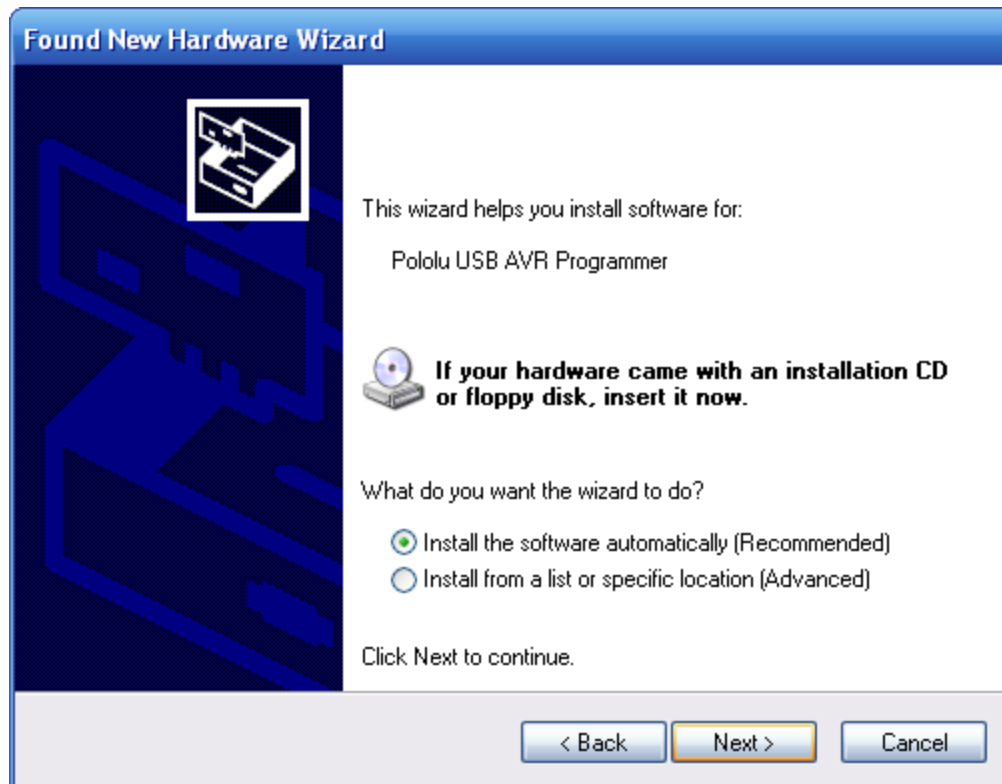 Found New Hardware Wizard
This wizard helps you install software for:
Pololu USB AVR Programmer
If your hardware came with an installation CD
or floppy disk, insert it now.
What do you want the wizard to do?
Install the software automatically (Recommended)
Install from a list or specific location (Advanced)
Click Next to continue.
< Back
Next >
Cancel